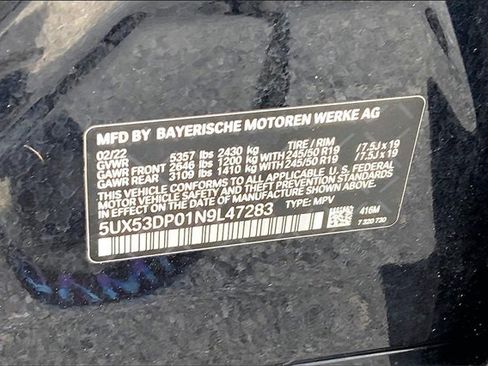 MFD BY BAYERISCHE MOTOREN WERKE AG
02/22 5357 lbs 2430 kg TIRE / RIM
GVWR
GAWR FRONT 2646 lbs 1200 kg WITH 245/50 R19 / 7.5J x 19
GAWR REAR 3109 lbs 1410 kg WITH 245/50 R19 / 7.5J x 19
THIS VEHICLE CONFORMS TO ALL APPLICABLE U.S. FEDERAL
MOTOR VEHICLE SAFETY STANDARDS IN
EFFECT ON THE DATE OF MANUFACTURE SHOWN ABOVE.
5UX53DP01N9L47283 TYPE: MPV
416M
7 320 730